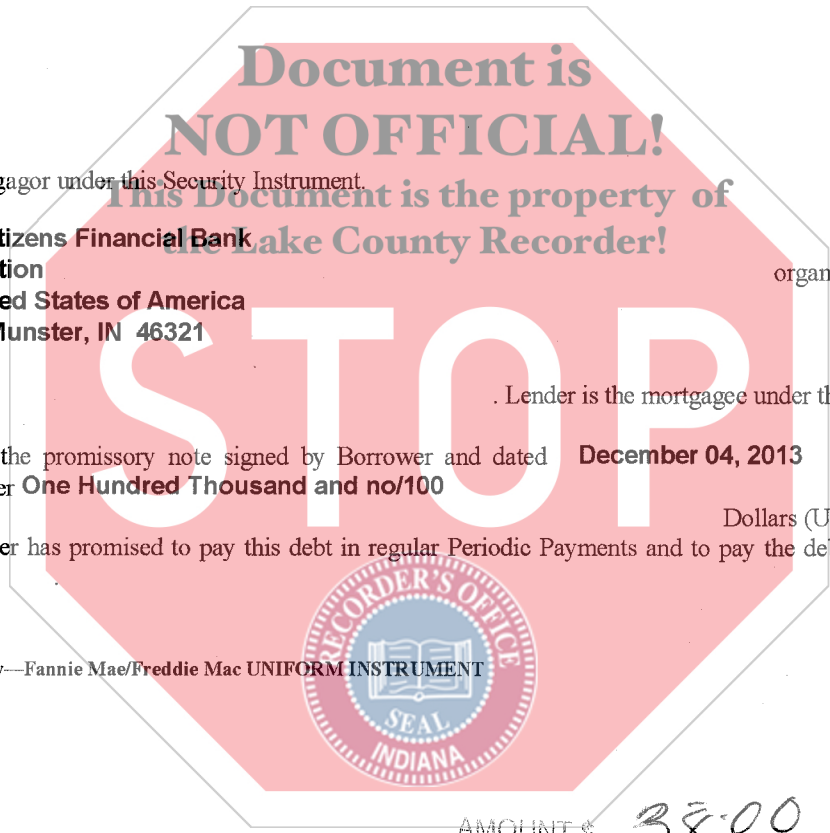 Document is
NOT OFFICIAL!
gagor under this Security Instrument.
This Document is the property of
tizens Financial Bank
the Lake County Recorder!
tion
organ
ed States of America
Munster, IN 46321
STOP
. Lender is the mortgagee under th
the promissory note signed by Borrower and dated December 04, 2013
er One Hundred Thousand and no/100
Dollars (U
er has promised to pay this debt in regular Periodic Payments and to pay the de
RECORDER'S OFFICE
y—Fannie Mae/Freddie Mac UNIFORM INSTRUMENT
SEAL
INDIANA
AMOUNT $ 38.00